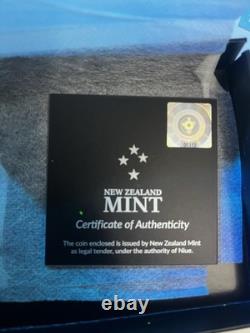 NEW ZEALAND
MINT
Certificate of Authenticity
The coin enclosed is issued by New Zealand Mint
as legal tender, under the authority of Niue.